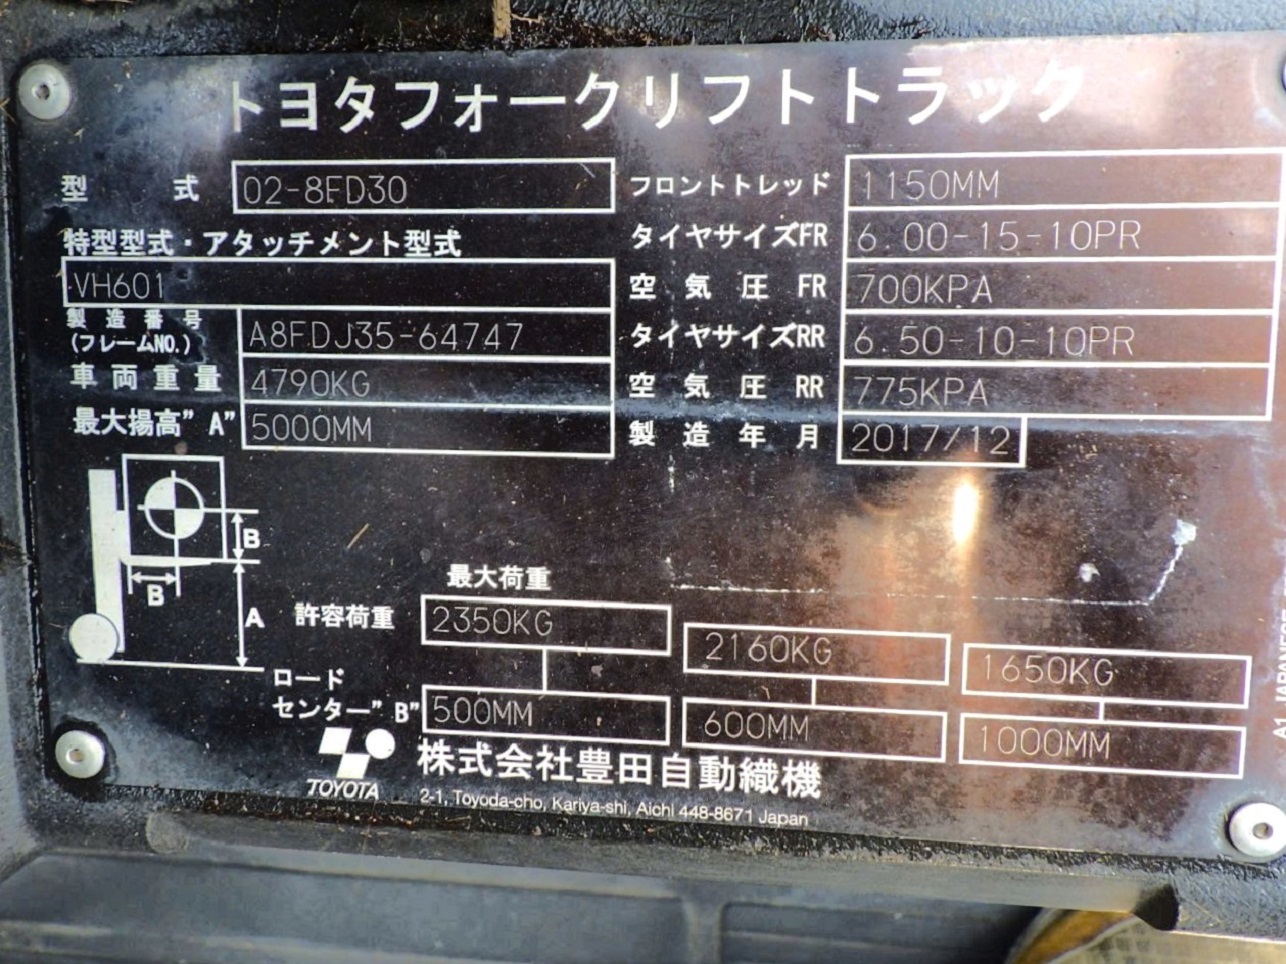 トヨタフォークリフトトラック
型 式 02-8FD30 フロントトレッド 1150MM
特型型式・アタッチメント型式 タイヤサイズFR 6.00-15-10PR
VH601 空気圧 FR 700KPA
製造番号 (フレームNO.) A8FDJ35-64747 タイヤサイズRR 6.50-10-10PR
車両重量 4790KG 空気圧 RR 775KPA
最大揚高"A" 5000MM 製造年月 2017/12
B
B
A
最大荷重
許容荷重 2350KG 2160KG 1650KG
ロード
センター"B" 500MM 600MM 1000MM
TOYOTA 株式会社豊田自動織機
2-1, Toyoda-cho, Kariya-shi, Aichi 448-8671 Japan